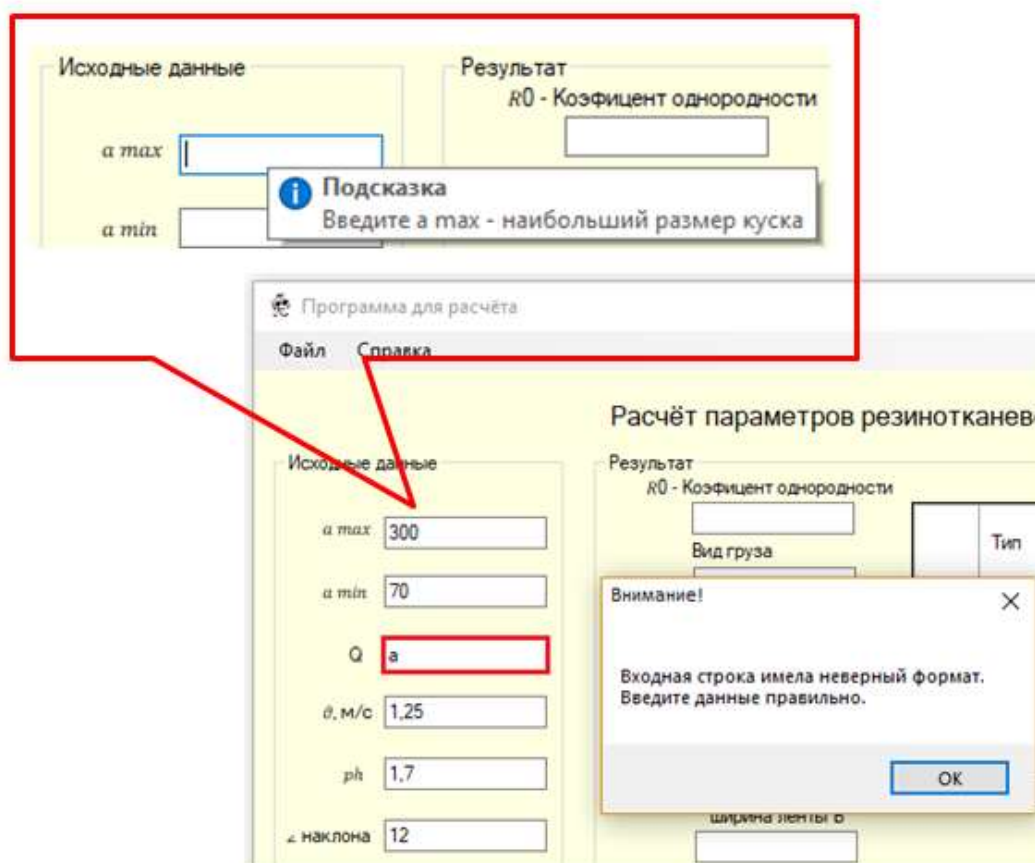 Исходные данные
Результат
R0 - Коэфицент однородности
a max
Подсказка
Введите a max - наибольший размер куска
a min
Программа для расчёта
Файл Справка
Расчёт параметров резинотканев
Исходные данные
Результат
R0 - Коэфицент однородности
a max 300
Вид груза
Тип
a min 70
Внимание!
Q a
Входная строка имела неверный формат.
Введите данные правильно.
ϑ, м/с 1,25
ph 1,7
OK
ширина ленты B
∠ наклона 12